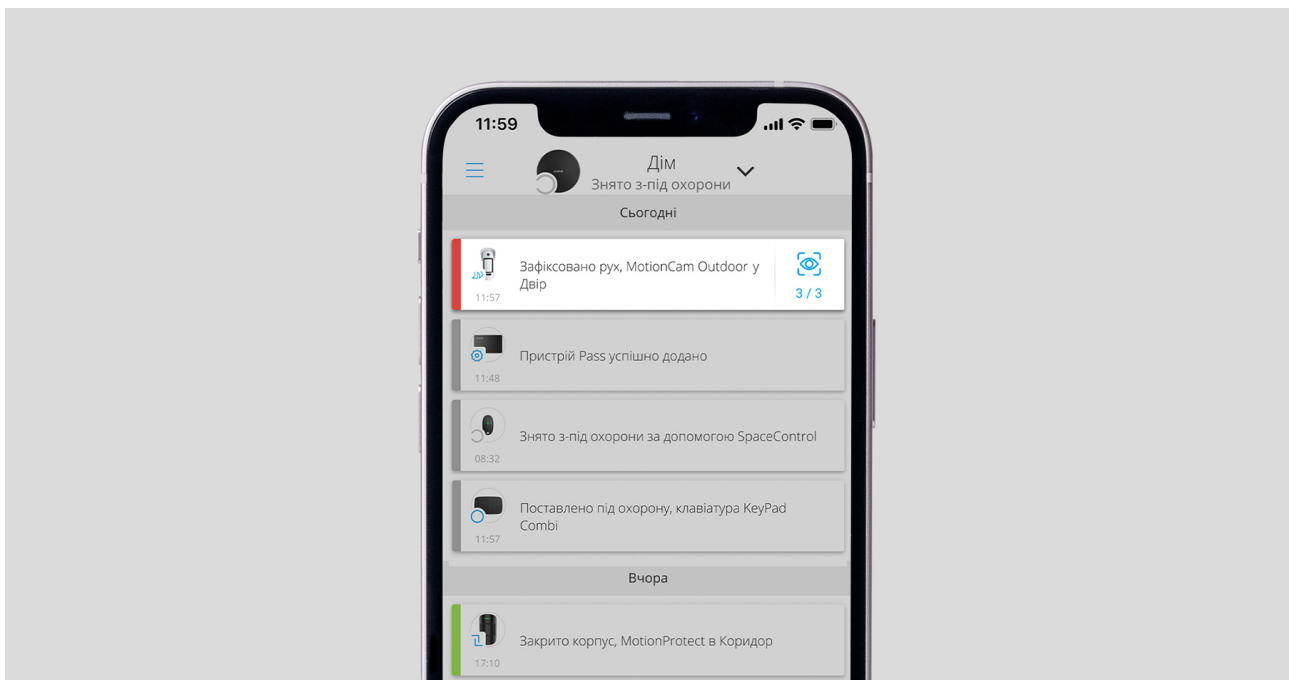 11:59
Дім
Знято з-під охорони
Сьогодні
Зафіксовано рух, MotionCam Outdoor у
Двір
11:57
3 / 3
Пристрій Pass успішно додано
11:48
Знято з-під охорони за допомогою SpaceControl
08:32
Поставлено під охорону, клавіатура KeyPad
Combi
11:57
Вчора
Закрито корпус, MotionProtect в Коридор
17:10